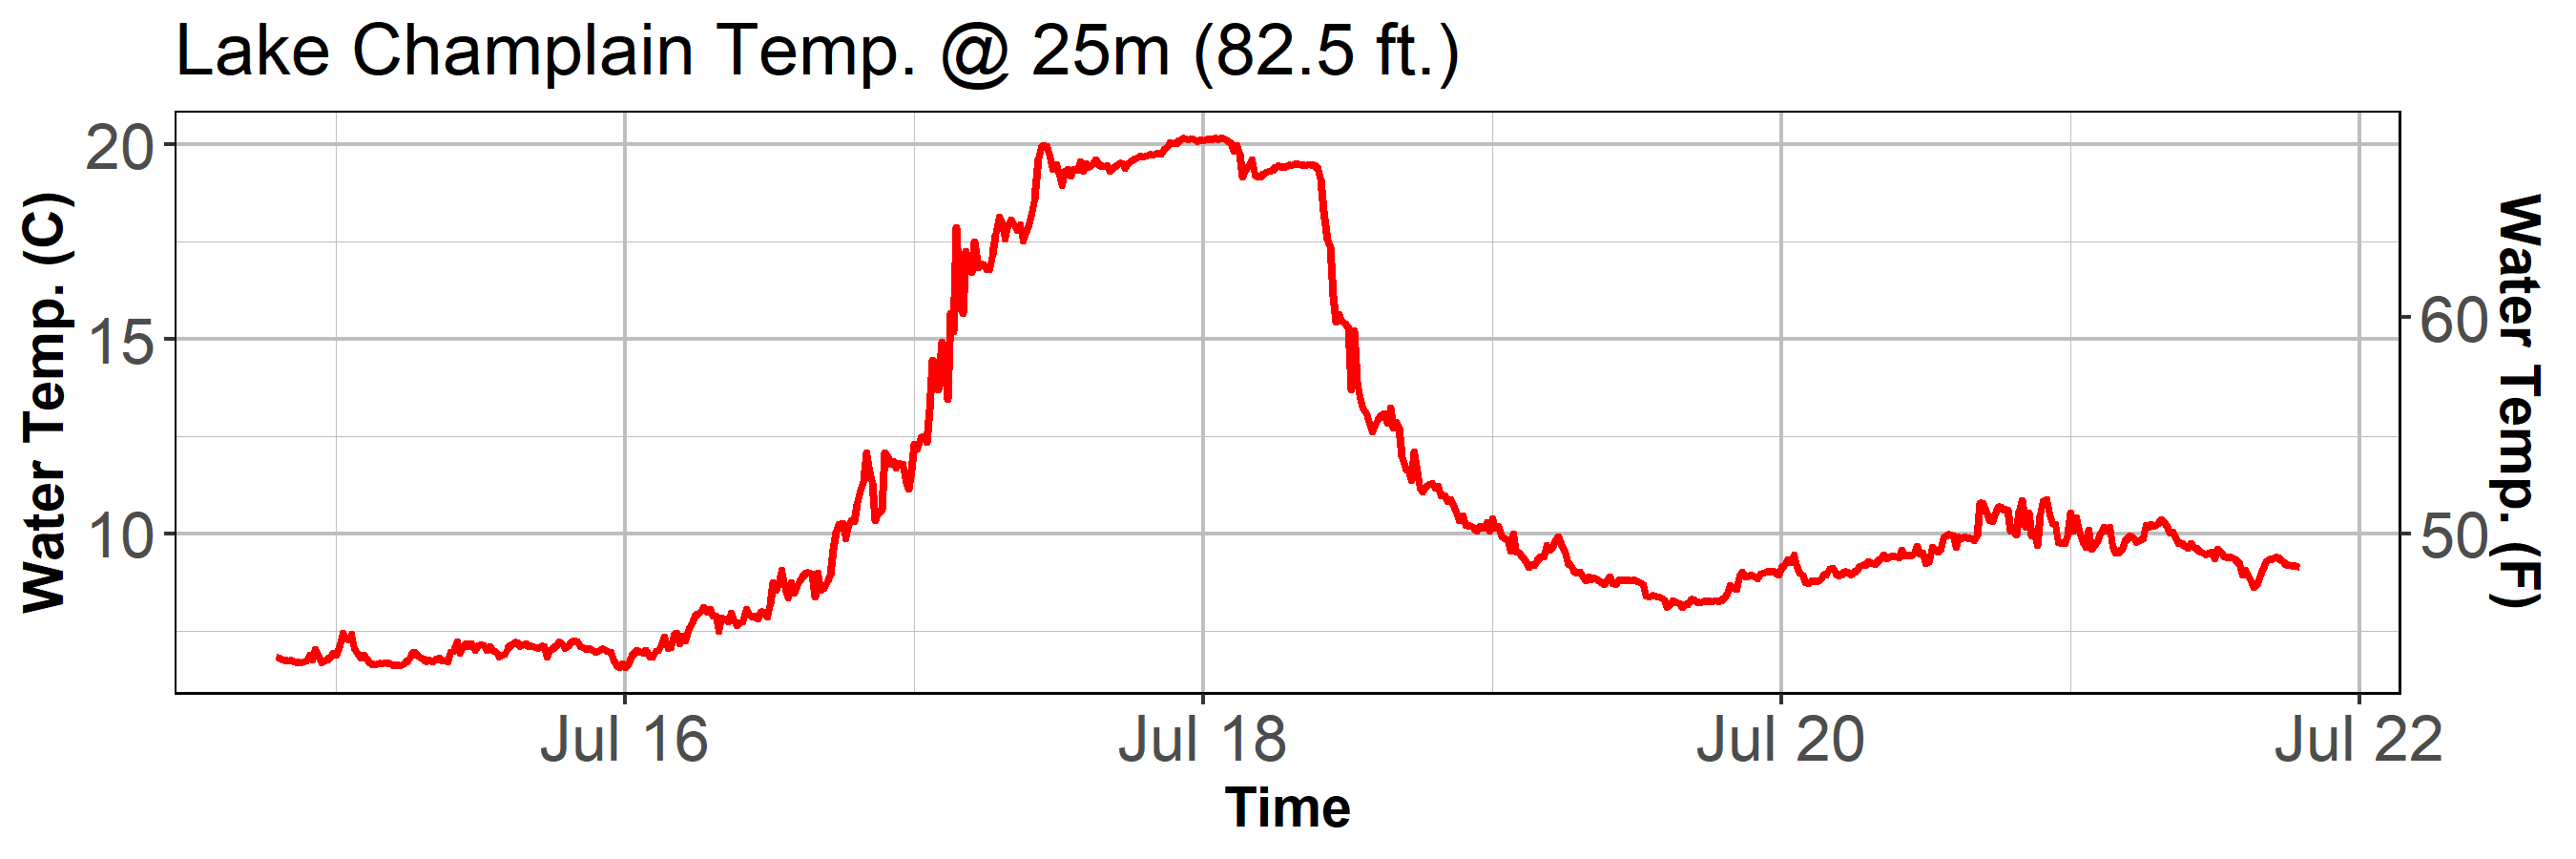 Lake Champlain Temp. @ 25m (82.5 ft.)
Water Temp. (C)
20
15
10
60
50
Water Temp. (F)
Jul 16
Jul 18
Jul 20
Jul 22
Time